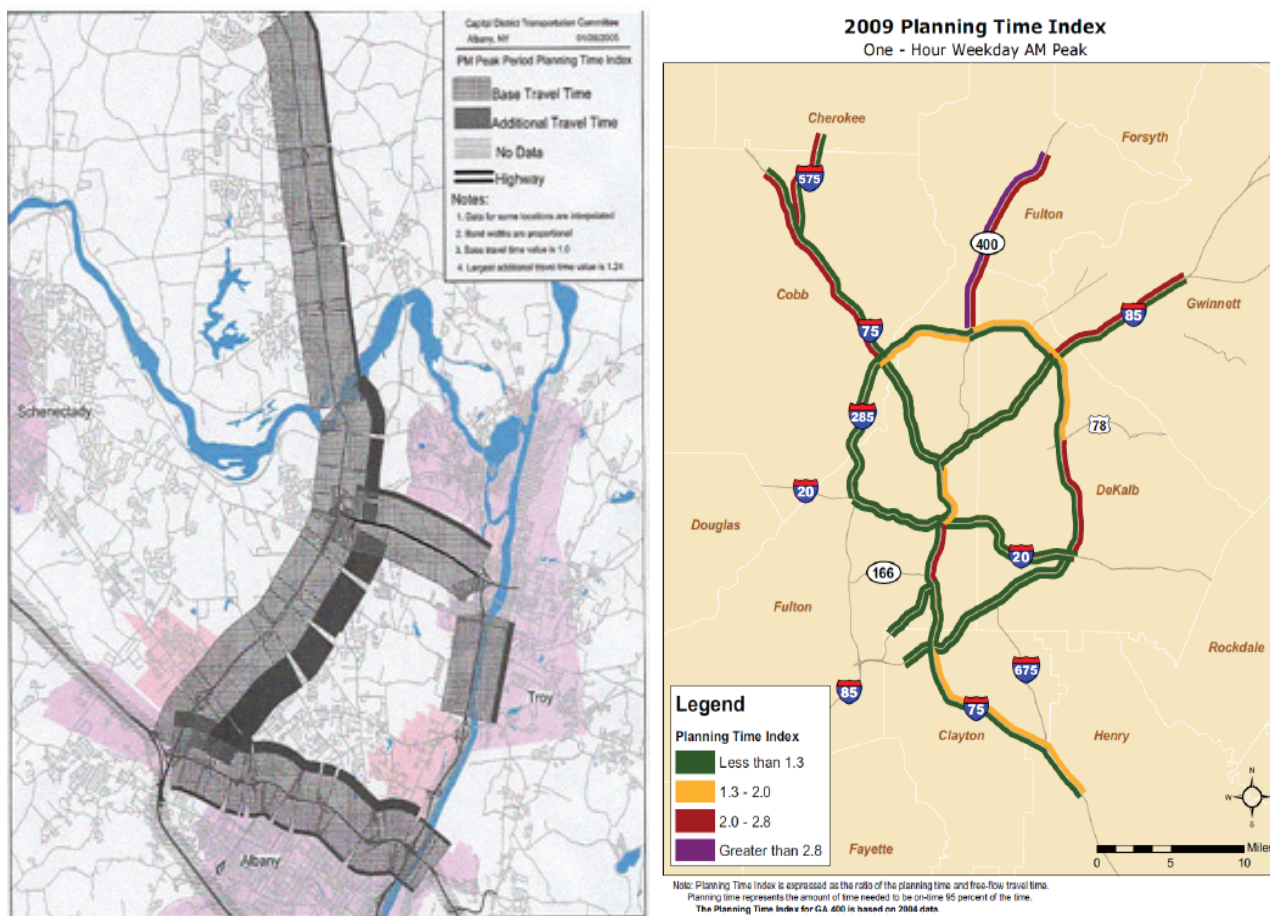 Capital District Transportation Committee
Albany, NY
PM Peak Period Planning Time Index
Base Travel Time
Additional Travel Time
No Data
Highway
Notes:
1. Data for some locations are interpolated
2. Band widths are proportional
3. Base travel time value is 1.0
4. Largest additional travel time value is 1.21
Schenectady
Troy
Albany
2009 Planning Time Index
One - Hour Weekday AM Peak
Cherokee
Forsyth
575
Fulton
400
Cobb
Gwinnett
85
75
285
78
20
DeKalb
Douglas
20
166
Fulton
Rockdale
675
85
75
Clayton
Henry
Fayette
Legend
Planning Time Index
Less than 1.3
1.3 - 2.0
2.0 - 2.8
Greater than 2.8
N
W
E
S
Miles
0 5 10
Note: Planning Time Index is expressed as the ratio of the planning time and free-flow travel time.
Planning time represents the amount of time needed to be on-time 95 percent of the time.
The Planning Time Index for GA 400 is based on 2004 data.